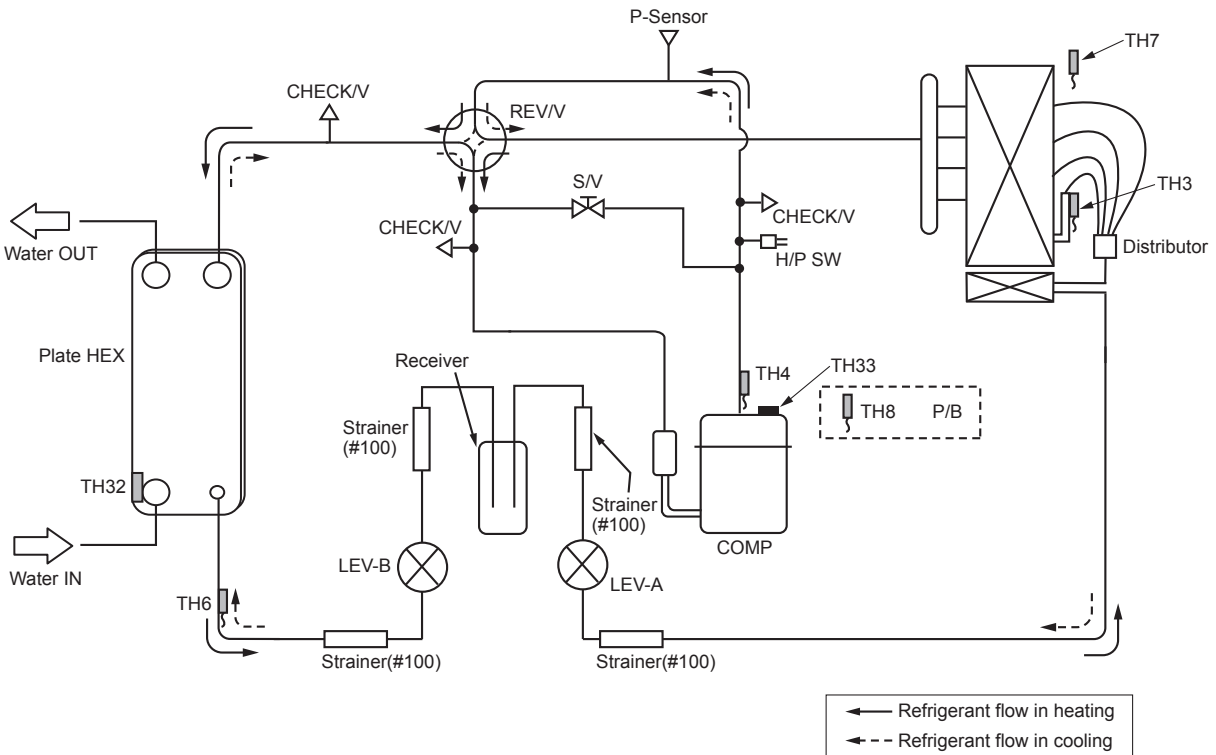 P-Sensor
TH7
CHECK/V
REV/V
TH3
S/V
CHECK/V
CHECK/V
Water OUT
H/P SW
Distributor
Plate HEX
Receiver
TH4
TH33
TH8 P/B
Strainer
(#100)
TH32
Strainer
(#100)
COMP
LEV-B
LEV-A
Water IN
TH6
Strainer(#100)
Strainer(#100)
Refrigerant flow in heating
Refrigerant flow in cooling